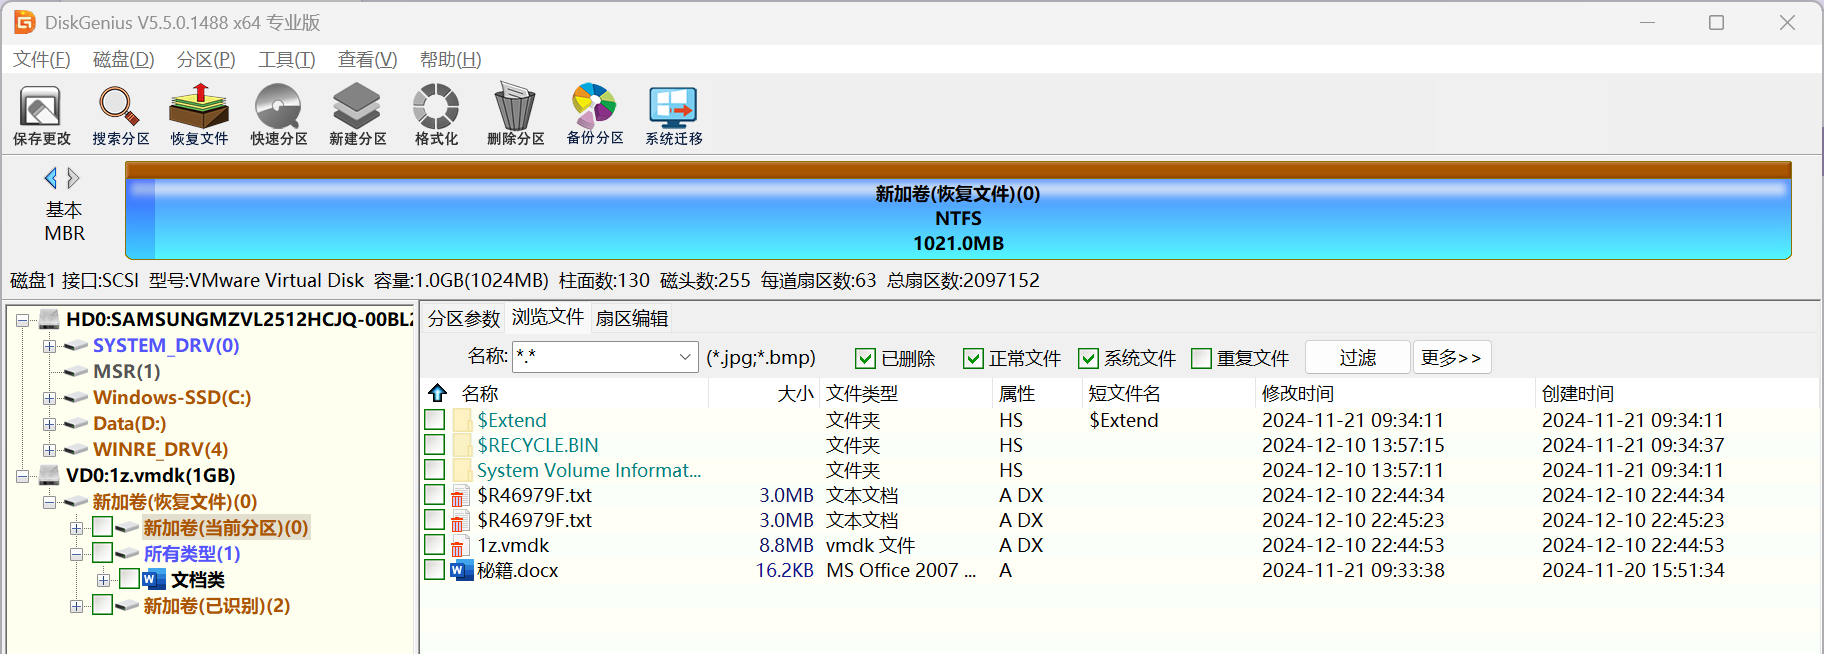 DiskGenius V5.5.0.1488 x64 专业版
文件(F) 磁盘(D) 分区(P) 工具(T) 查看(V) 帮助(H)
保存更改 搜索分区 恢复文件 快速分区 新建分区 格式化 删除分区 备份分区 系统迁移
基本
MBR
新加卷(恢复文件)(0)
NTFS
1021.0MB
磁盘1 接口:SCSI 型号:VMware Virtual Disk 容量:1.0GB(1024MB) 柱面数:130 磁头数:255 每道扇区数:63 总扇区数:2097152
HD0:SAMSUNGMZVL2512HCJQ-00BL2
SYSTEM_DRV(0)
MSR(1)
Windows-SSD(C:)
Data(D:)
WINRE_DRV(4)
VD0:1z.vmdk(1GB)
新加卷(恢复文件)(0)
新加卷(当前分区)(0)
所有类型(1)
文档类
新加卷(已识别)(2)
分区参数 浏览文件 扇区编辑
名称: *.* (*.jpg;*.bmp) 已删除 正常文件 系统文件 重复文件 过滤 更多>>
名称 大小 文件类型 属性 短文件名 修改时间 创建时间
$Extend 文件夹 HS $Extend 2024-11-21 09:34:11 2024-11-21 09:34:11
$RECYCLE.BIN 文件夹 HS 2024-12-10 13:57:15 2024-11-21 09:34:37
System Volume Informat... 文件夹 HS 2024-12-10 13:57:11 2024-11-21 09:34:11
$R46979F.txt 3.0MB 文本文档 A DX 2024-12-10 22:44:34 2024-12-10 22:44:34
$R46979F.txt 3.0MB 文本文档 A DX 2024-12-10 22:45:23 2024-12-10 22:45:23
1z.vmdk 8.8MB vmdk 文件 A DX 2024-12-10 22:44:53 2024-12-10 22:44:53
秘籍.docx 16.2KB MS Office 2007 ... A 2024-11-21 09:33:38 2024-11-20 15:51:34